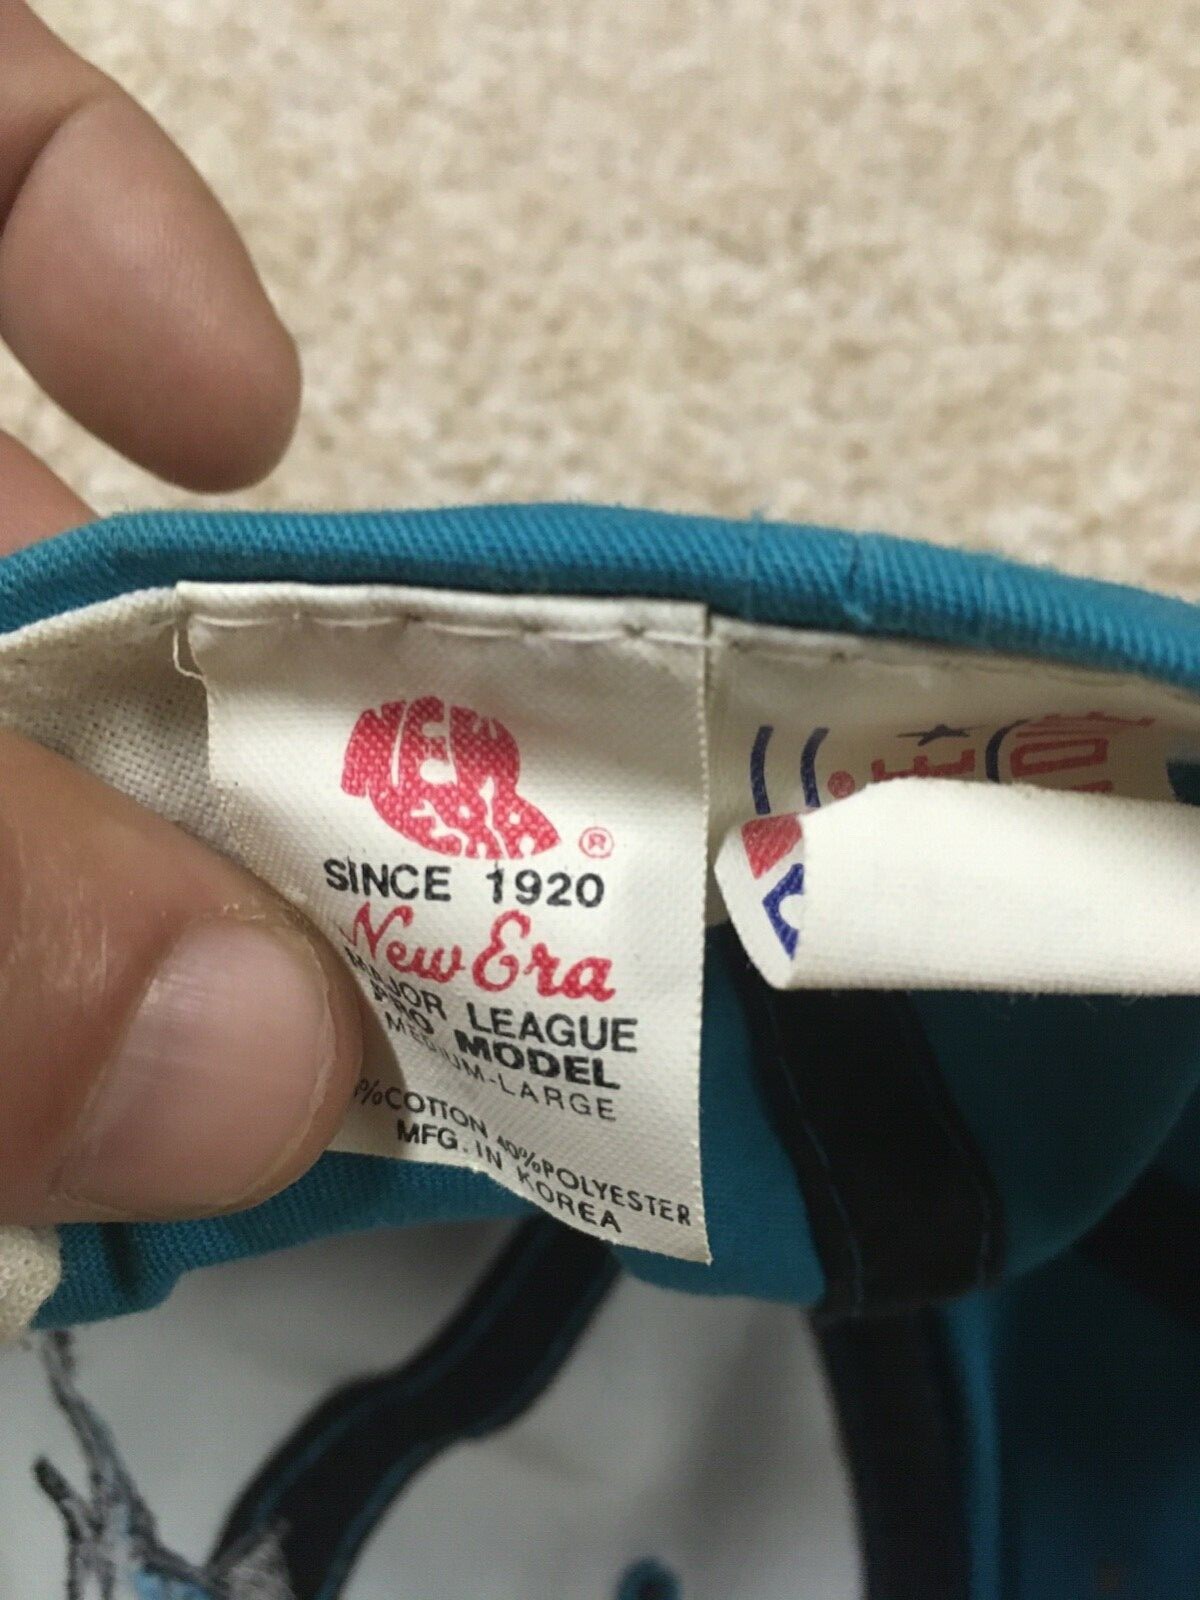 NEW
ERA ®
SINCE 1920
New Era
MAJOR LEAGUE
PRO MODEL
MEDIUM-LARGE
%COTTON 40%POLYESTER
MFG. IN KOREA